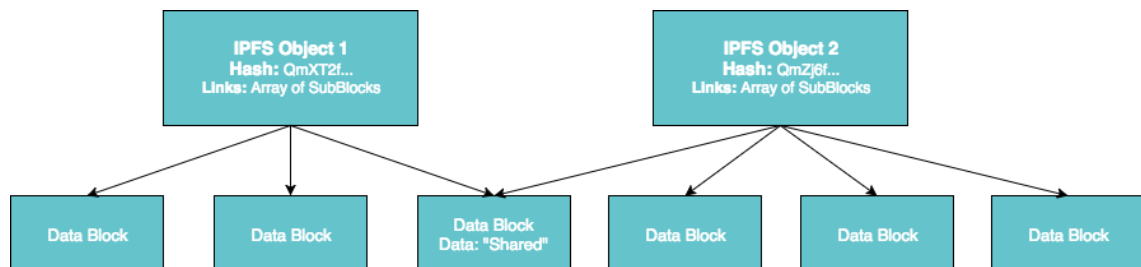 IPFS Object 1
Hash: QmXT2f...
Links: Array of SubBlocks
IPFS Object 2
Hash: QmZj6f...
Links: Array of SubBlocks
Data Block
Data Block
Data Block
Data: "Shared"
Data Block
Data Block
Data Block